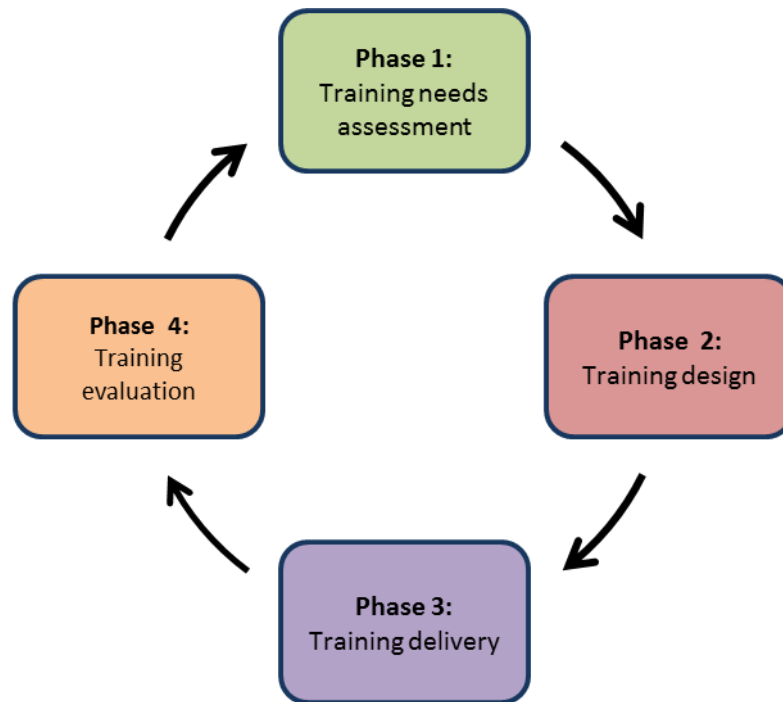 Phase 1:
Training needs
assessment
Phase 2:
Training design
Phase 3:
Training delivery
Phase 4:
Training
evaluation